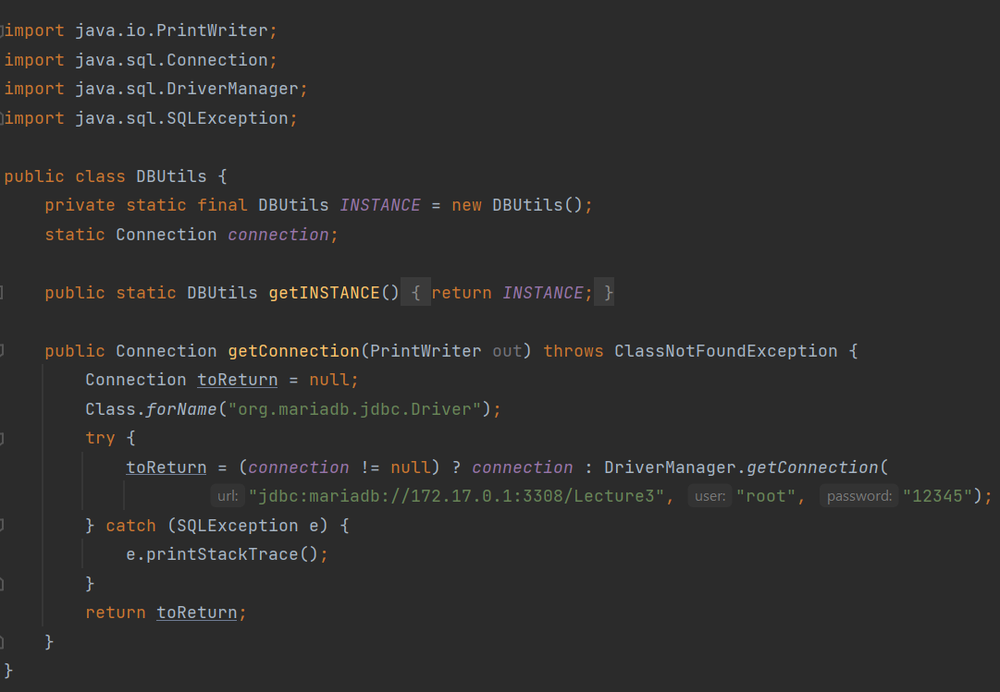 import java.io.PrintWriter;
import java.sql.Connection;
import java.sql.DriverManager;
import java.sql.SQLException;
public class DBUtils {
    private static final DBUtils INSTANCE = new DBUtils();
    static Connection connection;
    public static DBUtils getINSTANCE() { return INSTANCE; }
    public Connection getConnection(PrintWriter out) throws ClassNotFoundException {
        Connection toReturn = null;
        Class.forName("org.mariadb.jdbc.Driver");
        try {
            toReturn = (connection != null) ? connection : DriverManager.getConnection(
                    url: "jdbc:mariadb://172.17.0.1:3308/Lecture3", user: "root", password: "12345");
        } catch (SQLException e) {
            e.printStackTrace();
        }
        return toReturn;
    }
}